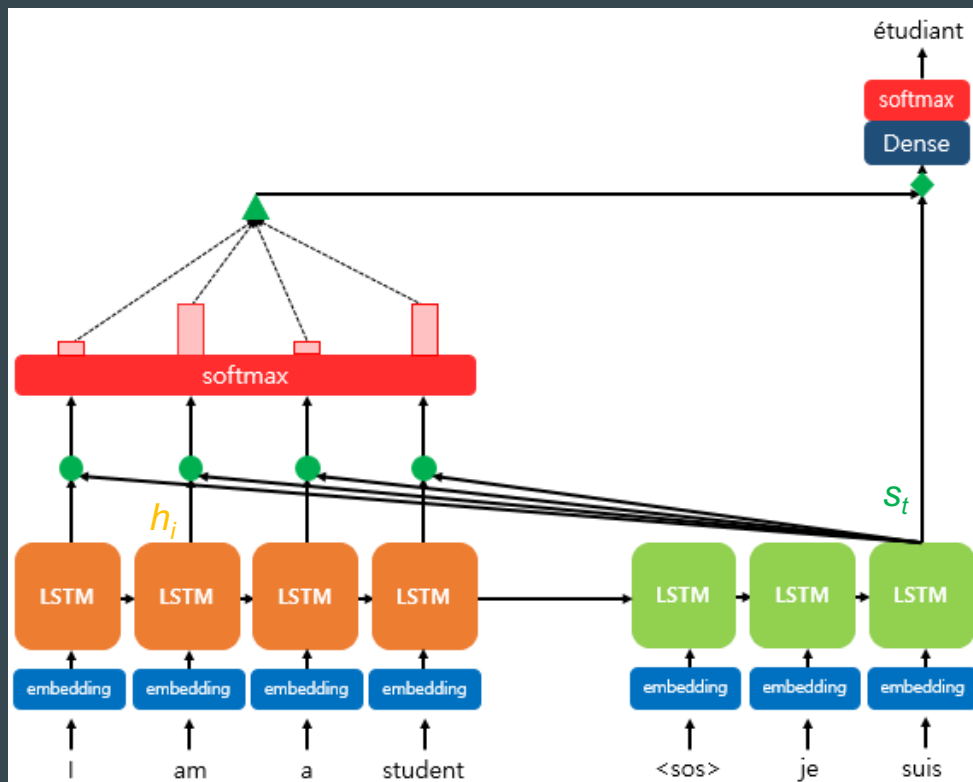 étudiant
softmax
Dense
softmax
h_i
s_t
LSTM LSTM LSTM LSTM LSTM LSTM LSTM
embedding embedding embedding embedding embedding embedding embedding
I am a student <sos> je suis